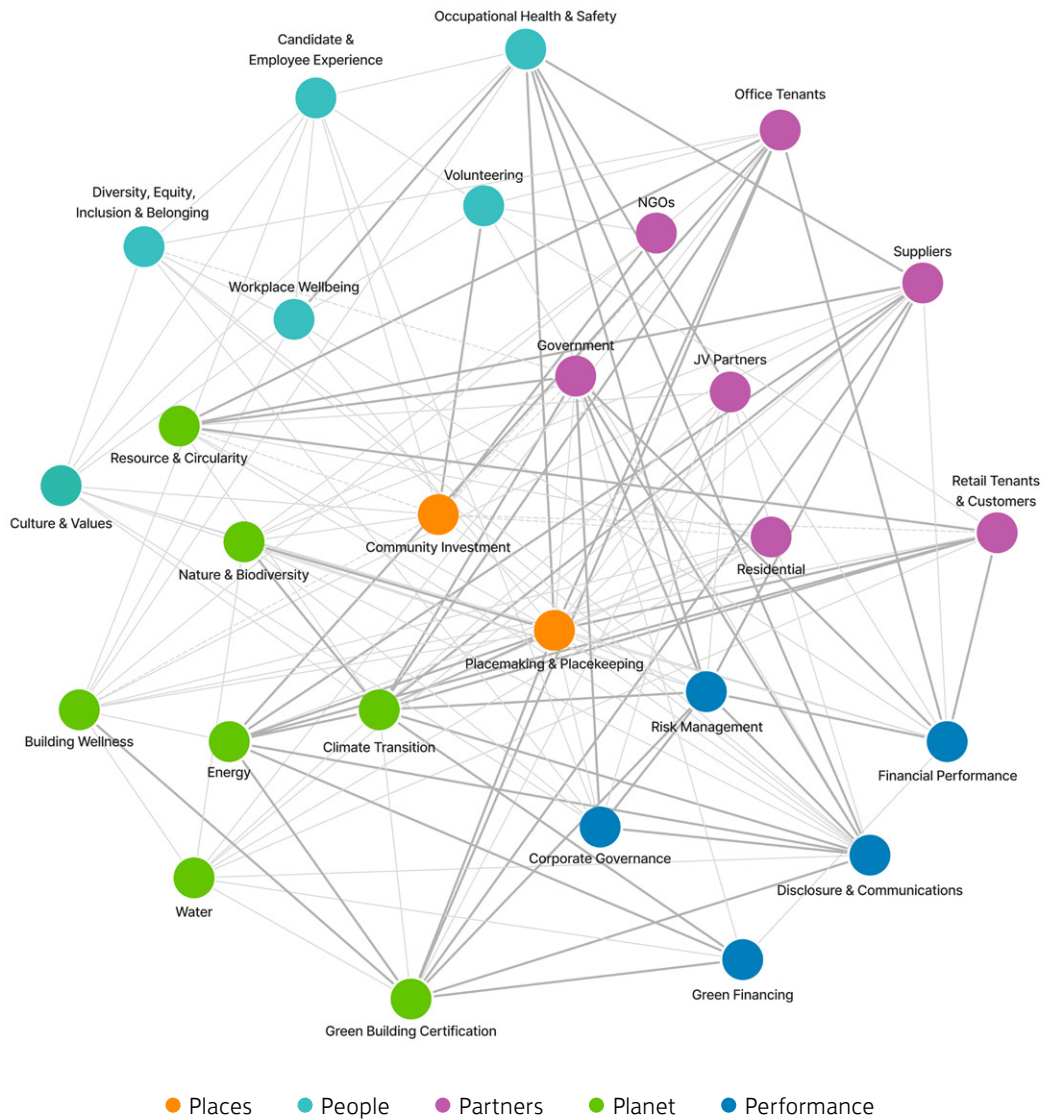 Occupational Health & Safety
Candidate &
Employee Experience
Office Tenants
Volunteering
Diversity, Equity,
Inclusion & Belonging
NGOs
Suppliers
Workplace Wellbeing
Government
JV Partners
Resource & Circularity
Retail Tenants
& Customers
Culture & Values
Community Investment
Residential
Nature & Biodiversity
Placemaking & Placekeeping
Risk Management
Building Wellness
Climate Transition
Energy
Financial Performance
Corporate Governance
Disclosure & Communications
Water
Green Financing
Green Building Certification
Places People Partners Planet Performance